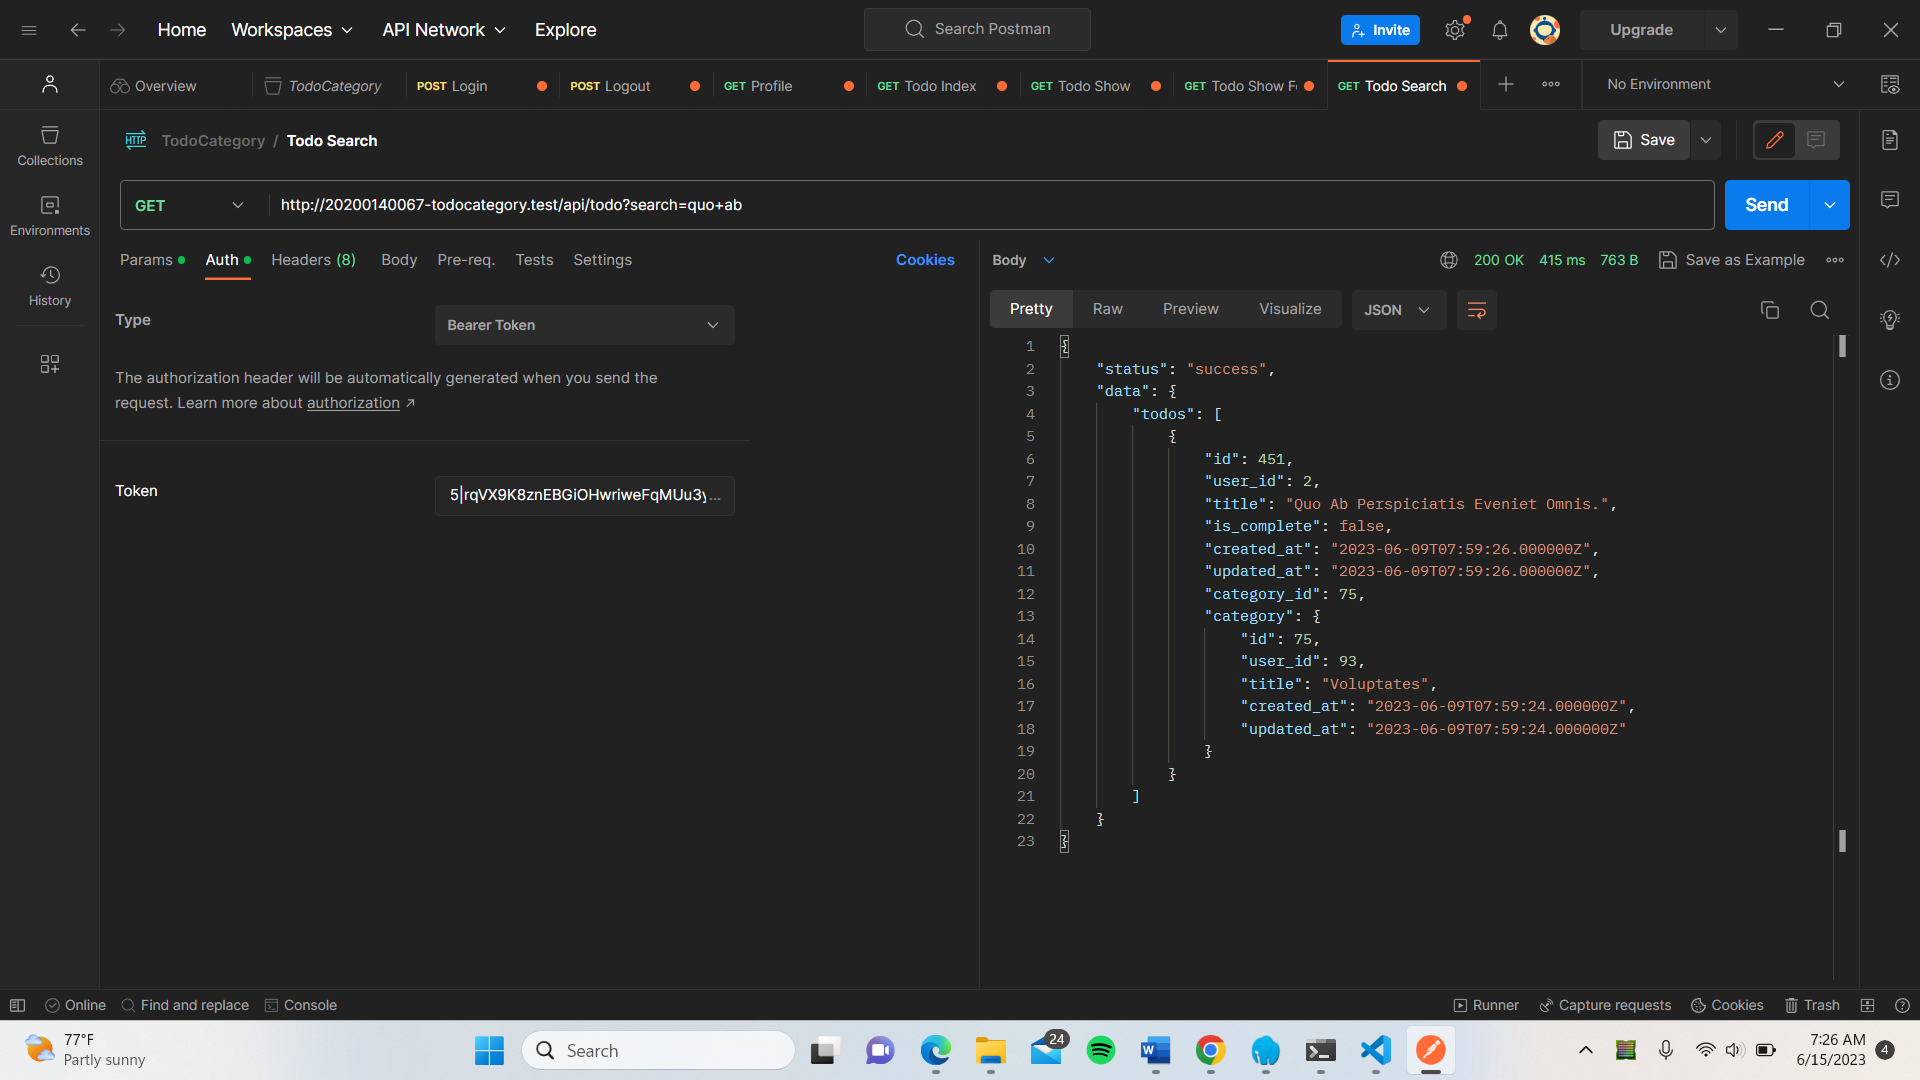 Home
Workspaces
API Network
Explore
Search Postman
Invite
Upgrade
Overview
TodoCategory
POST Login
POST Logout
GET Profile
GET Todo Index
GET Todo Show
GET Todo Show F
GET Todo Search
No Environment
HTTP TodoCategory / Todo Search
Save
GET
http://20200140067-todocategory.test/api/todo?search=quo+ab
Send
Collections
Environments
History
Params
Auth
Headers (8)
Body
Pre-req.
Tests
Settings
Cookies
Type
Bearer Token
The authorization header will be automatically generated when you send the
request. Learn more about authorization ↗
Token
5|rqVX9K8znEBGiOHwriweFqMUu3y...
Body
200 OK 415 ms 763 B
Save as Example
Pretty
Raw
Preview
Visualize
JSON
1 {
2 "status": "success",
3 "data": {
4 "todos": [
5 {
6 "id": 451,
7 "user_id": 2,
8 "title": "Quo Ab Perspiciatis Eveniet Omnis.",
9 "is_complete": false,
10 "created_at": "2023-06-09T07:59:26.000000Z",
11 "updated_at": "2023-06-09T07:59:26.000000Z",
12 "category_id": 75,
13 "category": {
14 "id": 75,
15 "user_id": 93,
16 "title": "Voluptates",
17 "created_at": "2023-06-09T07:59:24.000000Z",
18 "updated_at": "2023-06-09T07:59:24.000000Z"
19 }
20 }
21 ]
22 }
23 }
Online
Find and replace
Console
Runner
Capture requests
Cookies
Trash
77°F
Partly sunny
Search
24
7:26 AM
6/15/2023
4